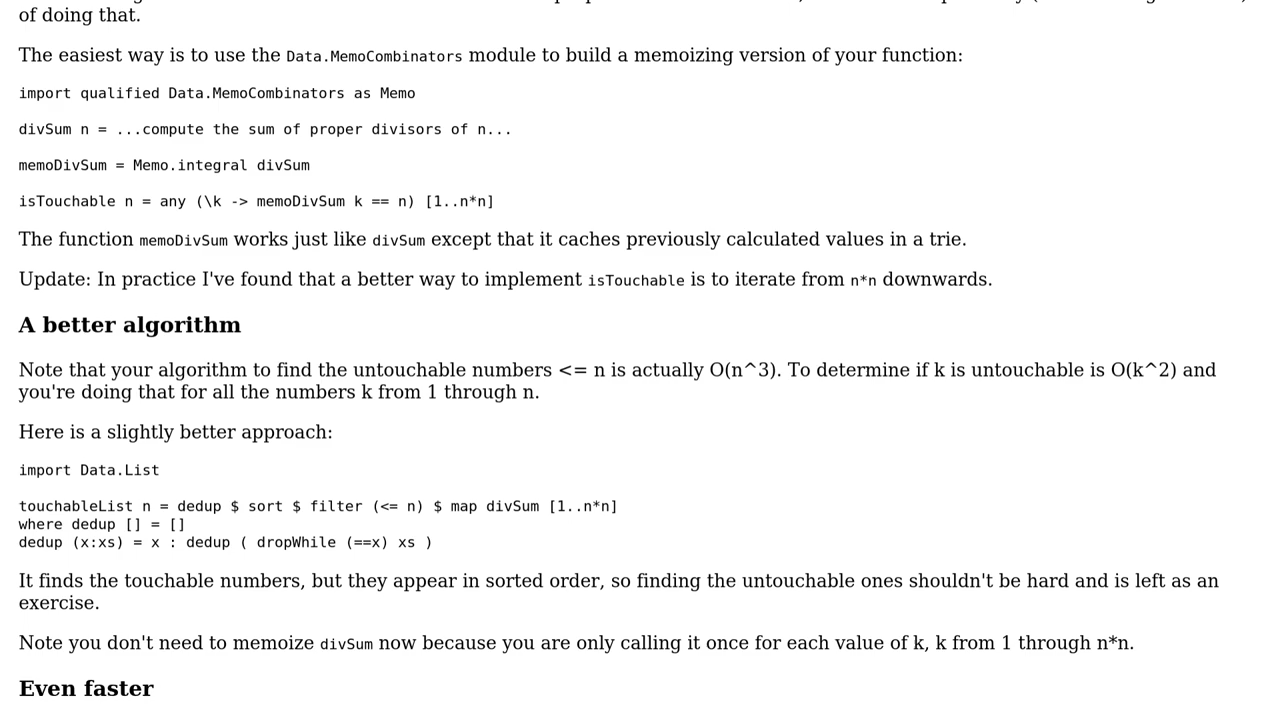 of doing that.
The easiest way is to use the Data.MemoCombinators module to build a memoizing version of your function:
import qualified Data.MemoCombinators as Memo
divSum n = ...compute the sum of proper divisors of n...
memoDivSum = Memo.integral divSum
isTouchable n = any (\k -> memoDivSum k == n) [1..n*n]
The function memoDivSum works just like divSum except that it caches previously calculated values in a trie.
Update: In practice I've found that a better way to implement isTouchable is to iterate from n*n downwards.
A better algorithm
Note that your algorithm to find the untouchable numbers <= n is actually O(n^3). To determine if k is untouchable is O(k^2) and
you're doing that for all the numbers k from 1 through n.
Here is a slightly better approach:
import Data.List
touchableList n = dedup $ sort $ filter (<= n) $ map divSum [1..n*n]
where dedup [] = []
dedup (x:xs) = x : dedup ( dropWhile (==x) xs )
It finds the touchable numbers, but they appear in sorted order, so finding the untouchable ones shouldn't be hard and is left as an
exercise.
Note you don't need to memoize divSum now because you are only calling it once for each value of k, k from 1 through n*n.
Even faster